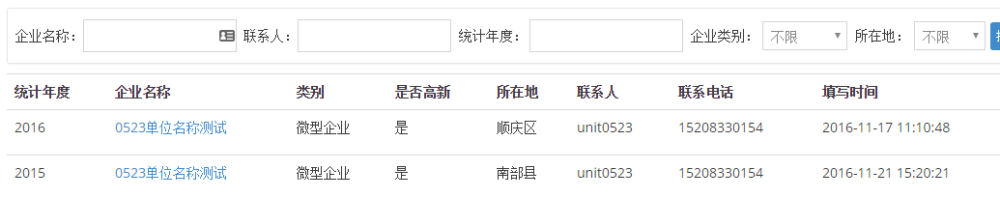 企业名称： 联系人： 统计年度： 企业类别： 不限 所在地： 不限
统计年度 企业名称 类别 是否高新 所在地 联系人 联系电话 填写时间
2016 0523单位名称测试 微型企业 是 顺庆区 unit0523 15208330154 2016-11-17 11:10:48
2015 0523单位名称测试 微型企业 是 南部县 unit0523 15208330154 2016-11-21 15:20:21